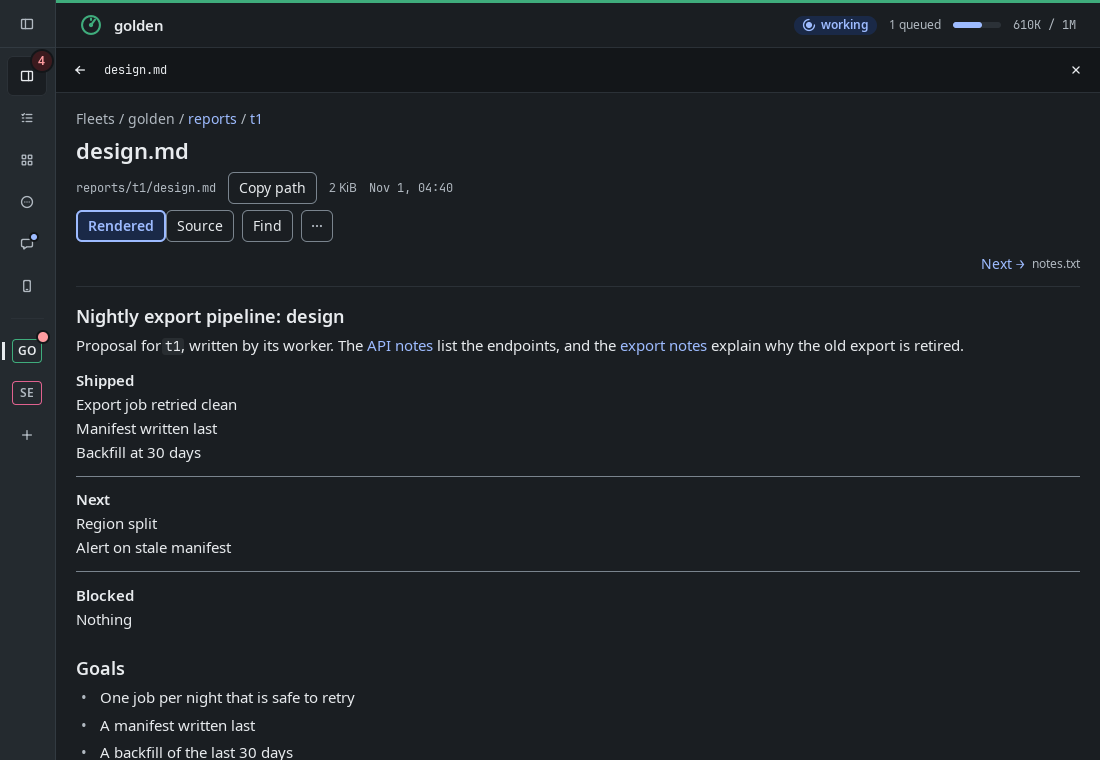 golden
working
1 queued
610K / 1M
4
design.md
Fleets / golden / reports / t1
design.md
reports/t1/design.md
Copy path
2 KiB
Nov 1, 04:40
Rendered
Source
Find
···
Next → notes.txt
Nightly export pipeline: design
Proposal for t1, written by its worker. The API notes list the endpoints, and the export notes explain why the old export is retired.
Shipped
Export job retried clean
Manifest written last
Backfill at 30 days
Next
Region split
Alert on stale manifest
Blocked
Nothing
Goals
• One job per night that is safe to retry
• A manifest written last
• A backfill of the last 30 days
GO
SE